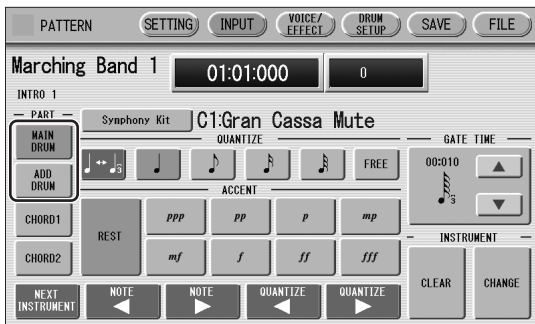 PATTERN SETTING INPUT VOICE/ EFFECT DRUM SETUP SAVE FILE
Marching Band 1 01:01:000 0
INTRO 1
PART
Symphony Kit C1:Gran Cassa Mute
MAIN DRUM
QUANTIZE
GATE TIME
3 FREE 00:010
3
ADD DRUM
ACCENT
CHORD1 REST ppp pp p mp
INSTRUMENT
CHORD2 mf f ff fff CLEAR CHANGE
NEXT INSTRUMENT NOTE NOTE QUANTIZE QUANTIZE